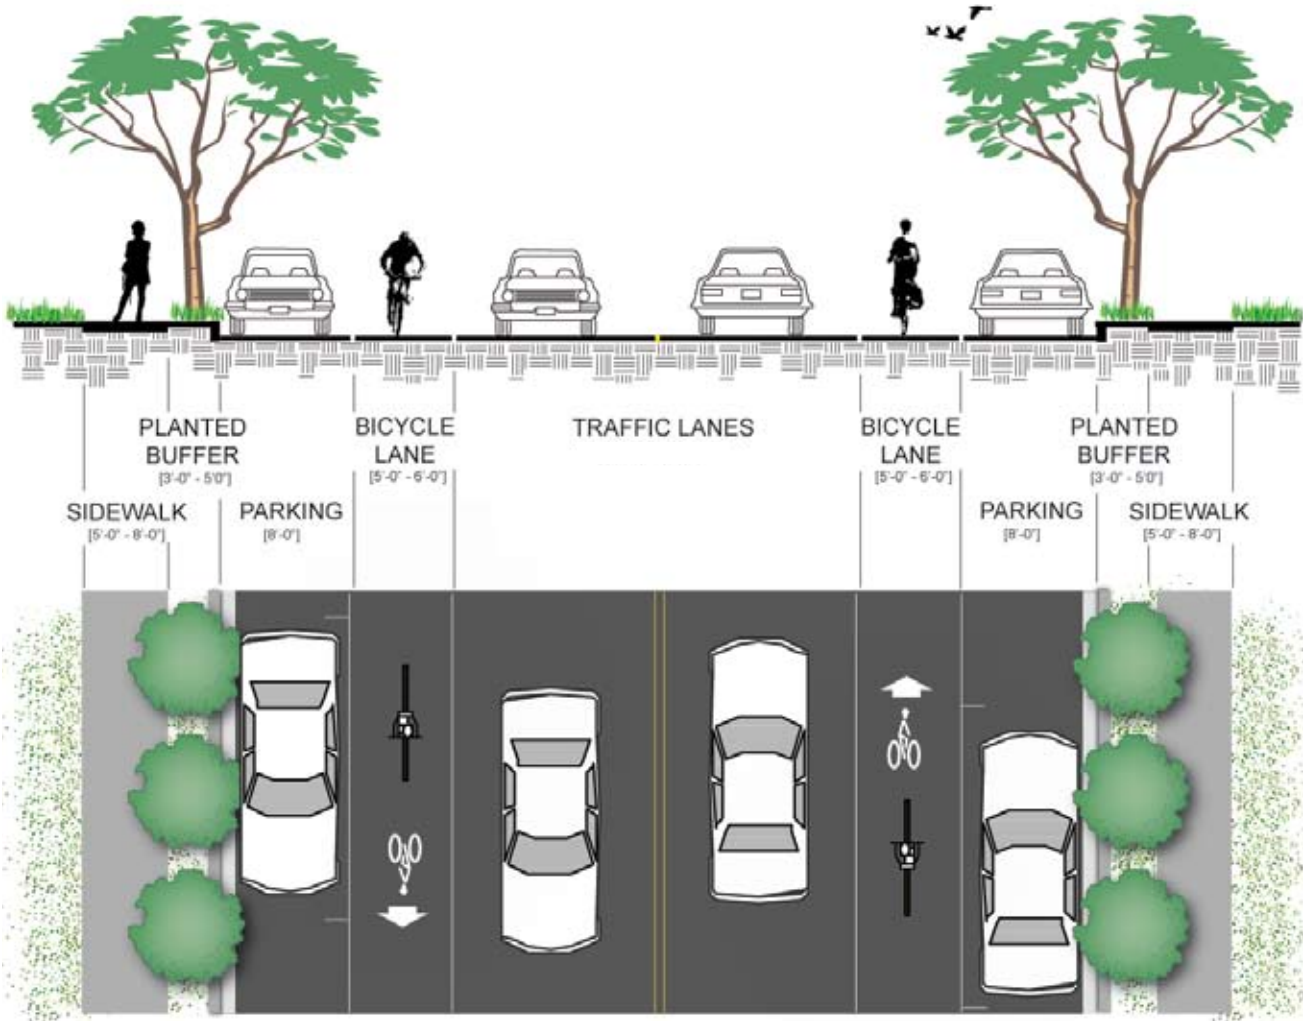 PLANTED
BUFFER
[3'-0" - 5'0"]
BICYCLE
LANE
[5'-0" - 6'-0"]
TRAFFIC LANES
BICYCLE
LANE
[5'-0" - 6'-0"]
PLANTED
BUFFER
[3'-0" - 5'0"]
SIDEWALK
[5'-0" - 8'-0"]
PARKING
[8'-0"]
PARKING
[8'-0"]
SIDEWALK
[5'-0" - 8'-0"]